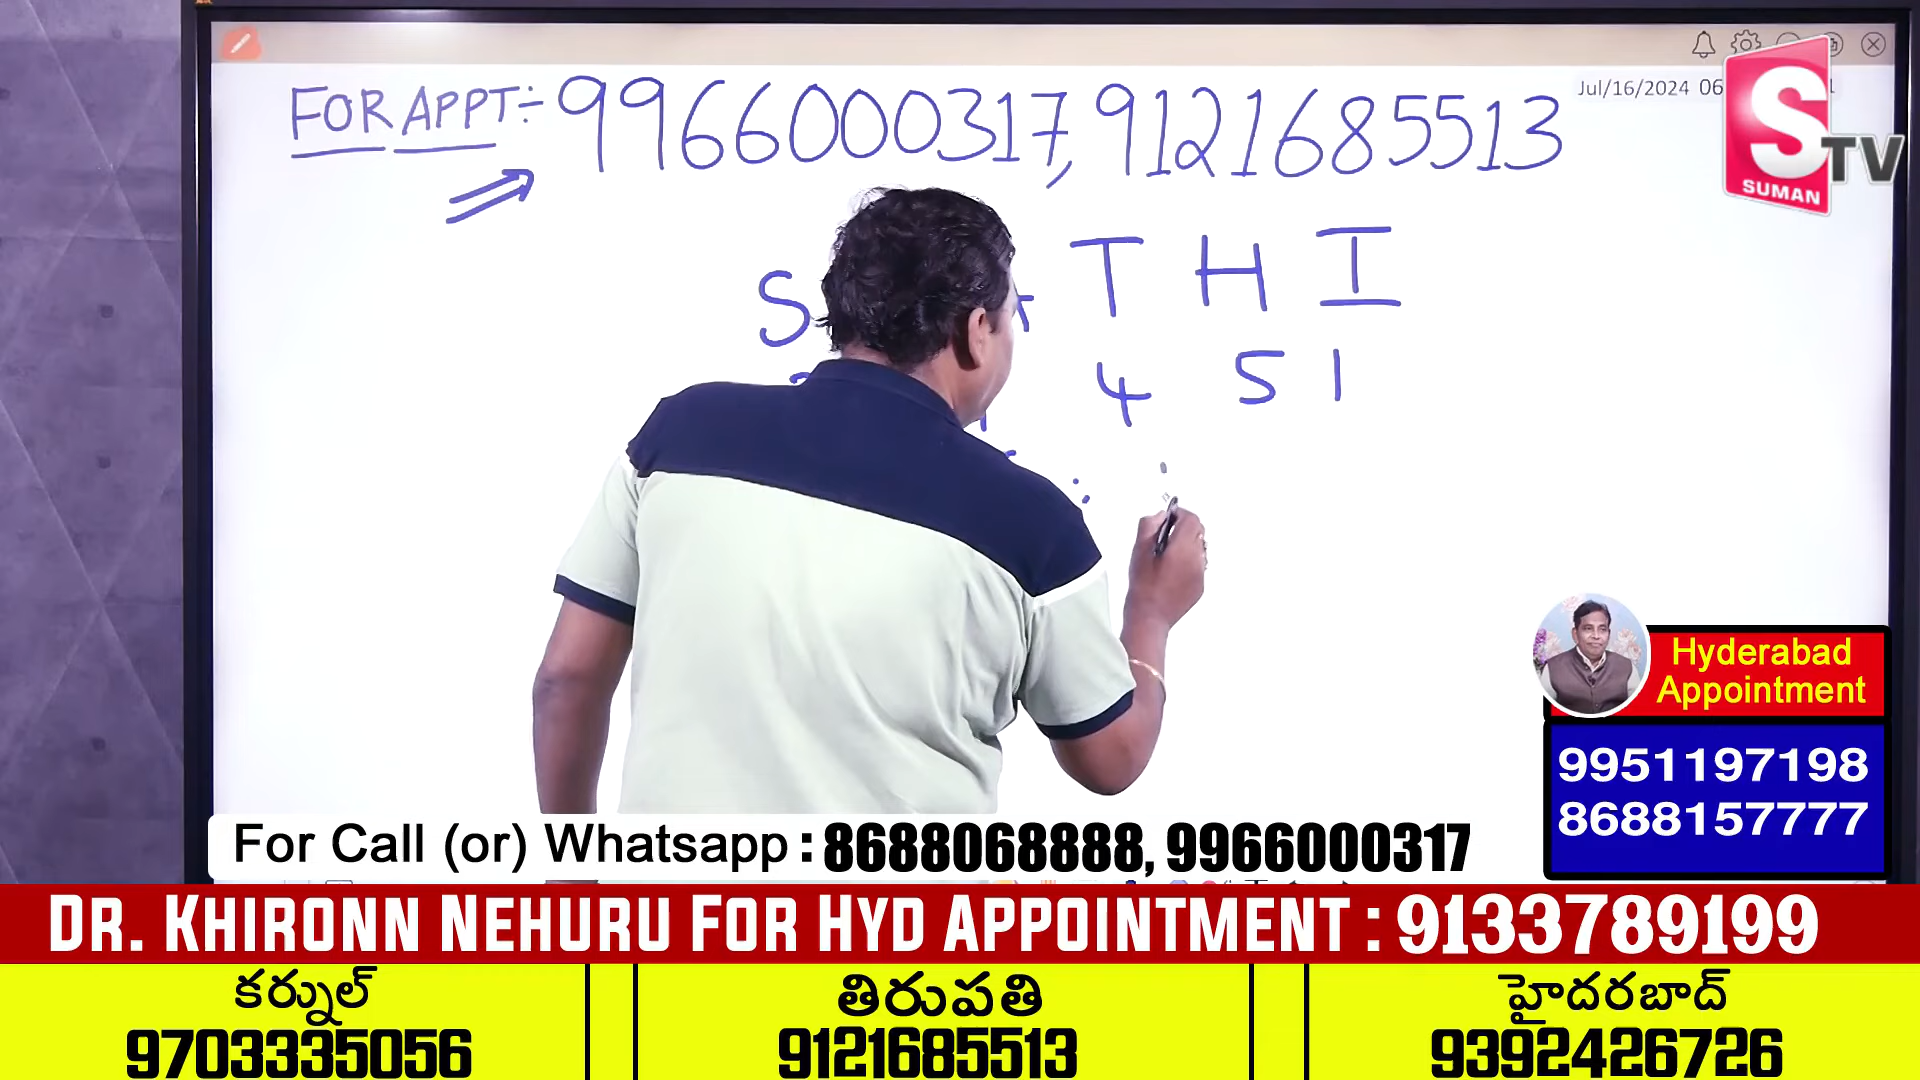 Jul/16/2024 06
FOR APPT:- 9966000317, 9121685513
S TV
SUMAN
S T H I
4 5 1
Hyderabad
Appointment
9951197198
8688157777
For Call (or) Whatsapp : 8688068888, 9966000317
DR. KHIRONN NEHURU FOR HYD APPOINTMENT : 9133789199
కర్నుల్
9703335056
తిరుపతి
9121685513
హైదరబాద్
9392426726